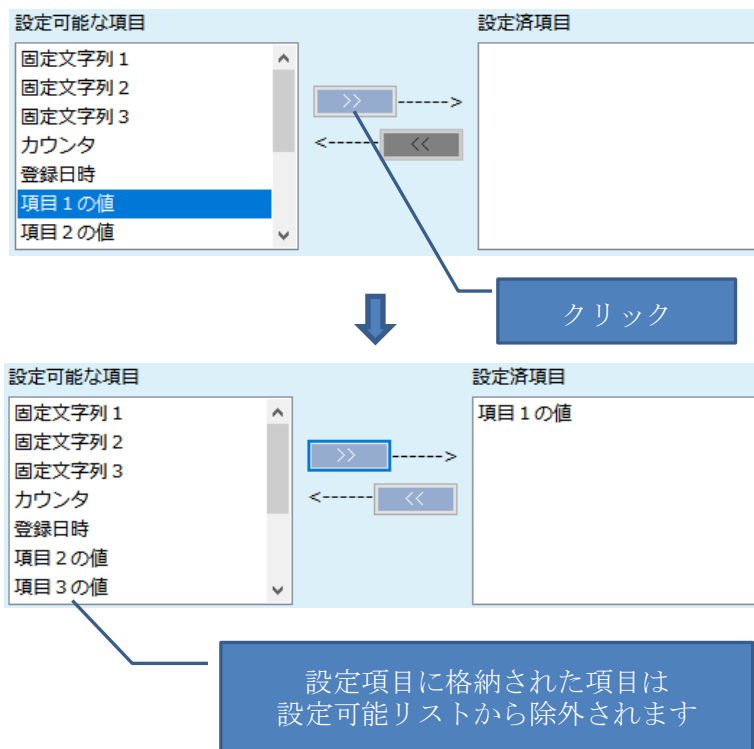 設定可能な項目
設定済項目
固定文字列1
固定文字列2
固定文字列3
カウンタ
登録日時
項目1の値
項目2の値
>>
------>
<------
<<
クリック
設定可能な項目
設定済項目
固定文字列1
固定文字列2
固定文字列3
カウンタ
登録日時
項目2の値
項目3の値
>>
------>
<------
<<
項目1の値
設定項目に格納された項目は
設定可能リストから除外されます